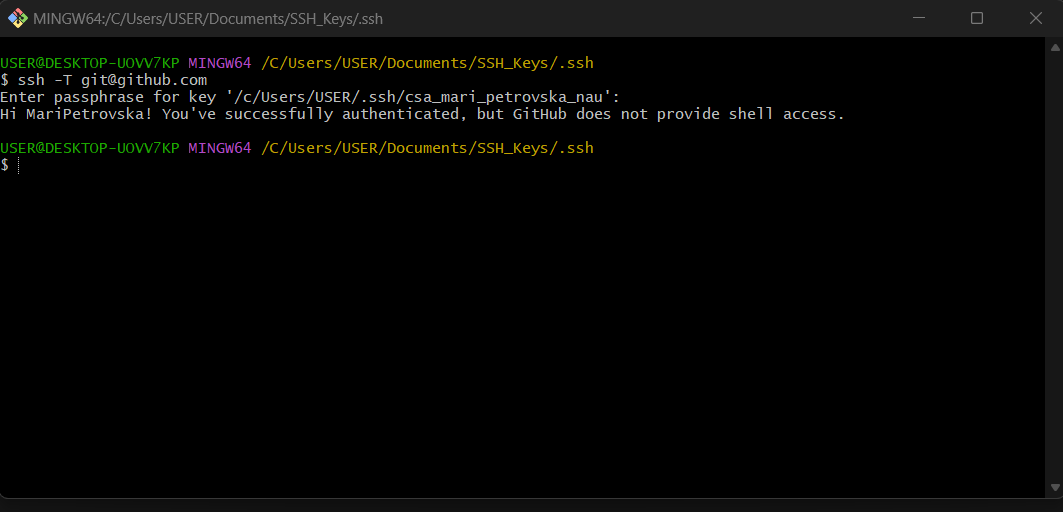 MINGW64:/C/Users/USER/Documents/SSH_Keys/.ssh
USER@DESKTOP-UOVV7KP MINGW64 /C/Users/USER/Documents/SSH_Keys/.ssh
$ ssh -T git@github.com
Enter passphrase for key '/c/Users/USER/.ssh/csa_mari_petrovska_nau':
Hi MariPetrovska! You've successfully authenticated, but GitHub does not provide shell access.
USER@DESKTOP-UOVV7KP MINGW64 /C/Users/USER/Documents/SSH_Keys/.ssh
$